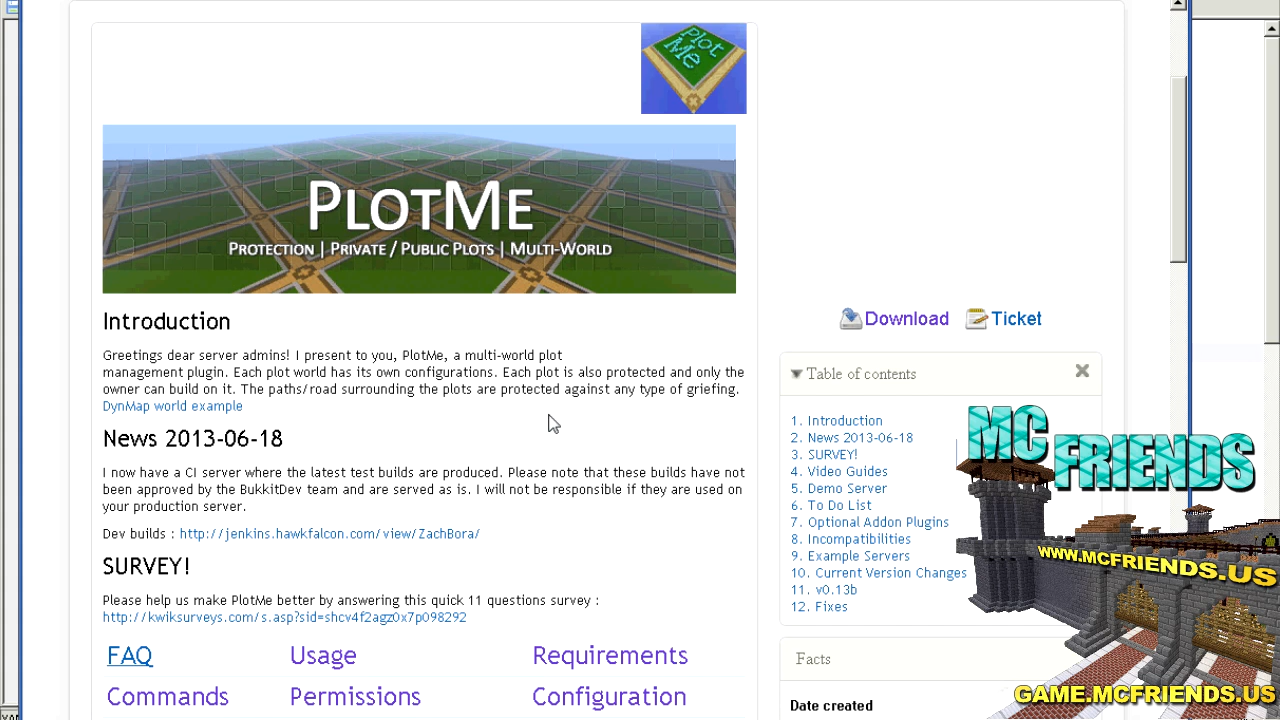 Plot
Me
PLOTME
PROTECTION | PRIVATE / PUBLIC PLOTS | MULTI-WORLD
Introduction
Greetings dear server admins! I present to you, PlotMe, a multi-world plot
management plugin. Each plot world has its own configurations. Each plot is also protected and only the
owner can build on it. The paths/road surrounding the plots are protected against any type of griefing.
DynMap world example
News 2013-06-18
I now have a CI server where the latest test builds are produced. Please note that these builds have not
been approved by the BukkitDev team and are served as is. I will not be responsible if they are used on
your production server.
Dev builds : http://jenkins.hawkfalcon.com/view/ZachBora/
SURVEY!
Please help us make PlotMe better by answering this quick 11 questions survey :
http://kwiksurveys.com/s.asp?sid=shcv4f2agz0x7p098292
FAQ Usage Requirements
Commands Permissions Configuration
Download Ticket
Table of contents
1. Introduction
2. News 2013-06-18
3. SURVEY!
4. Video Guides
5. Demo Server
6. To Do List
7. Optional Addon Plugins
8. Incompatibilities
9. Example Servers
10. Current Version Changes
11. v0.13b
12. Fixes
Facts
Date created
MC
FRIENDS
WWW.MCFRIENDS.US
GAME.MCFRIENDS.US